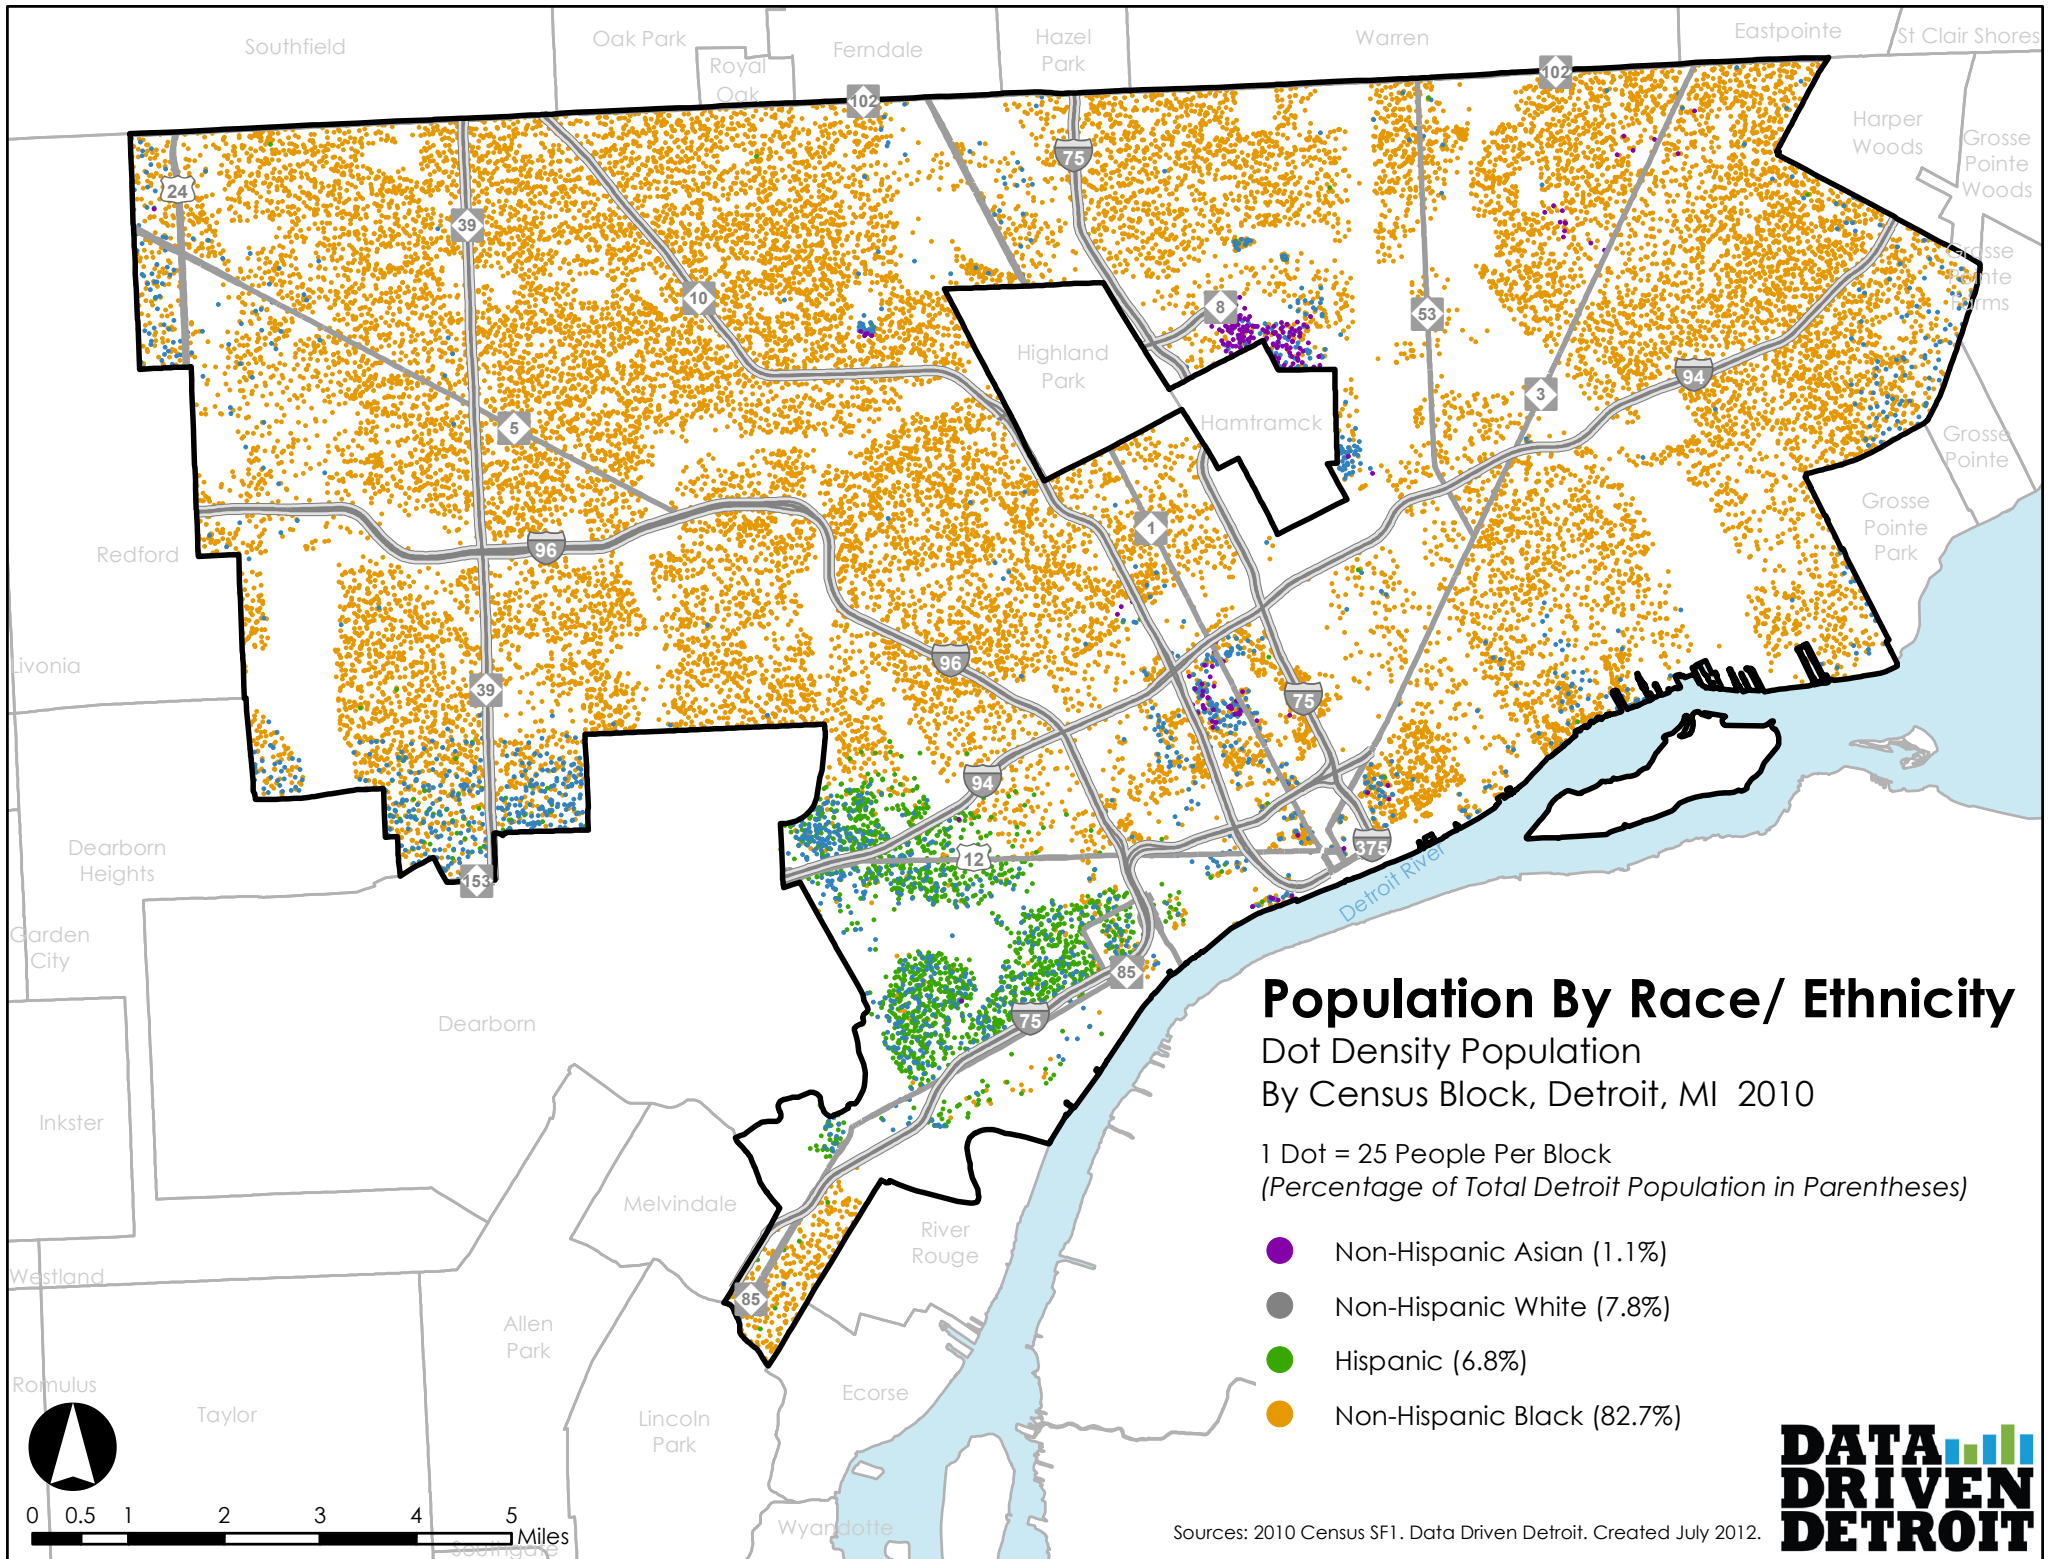 Southfield
Oak Park
Royal
Oak
Ferndale
Hazel
Park
Warren
Eastpointe
St Clair Shores
102
102
Harper
Woods
Grosse
Pointe
Woods
75
24
39
Grosse
Pointe
Farms
10
8
53
Highland
Park
94
3
Hamtramck
5
Grosse
Pointe
Grosse
Pointe
Park
1
Redford
96
96
Livonia
39
75
94
12
375
Dearborn
Heights
153
Detroit River
Garden
City
85
75
Dearborn
Inkster
Melvindale
River
Rouge
Westland
85
Allen
Park
Romulus
Taylor
Lincoln
Park
Ecorse
Wyandotte
Southgate
Population By Race/ Ethnicity
Dot Density Population
By Census Block, Detroit, MI 2010
1 Dot = 25 People Per Block
(Percentage of Total Detroit Population in Parentheses)
Non-Hispanic Asian (1.1%)
Non-Hispanic White (7.8%)
Hispanic (6.8%)
Non-Hispanic Black (82.7%)
0 0.5 1 2 3 4 5
Miles
Sources: 2010 Census SF1. Data Driven Detroit. Created July 2012.
DATA
DRIVEN
DETROIT